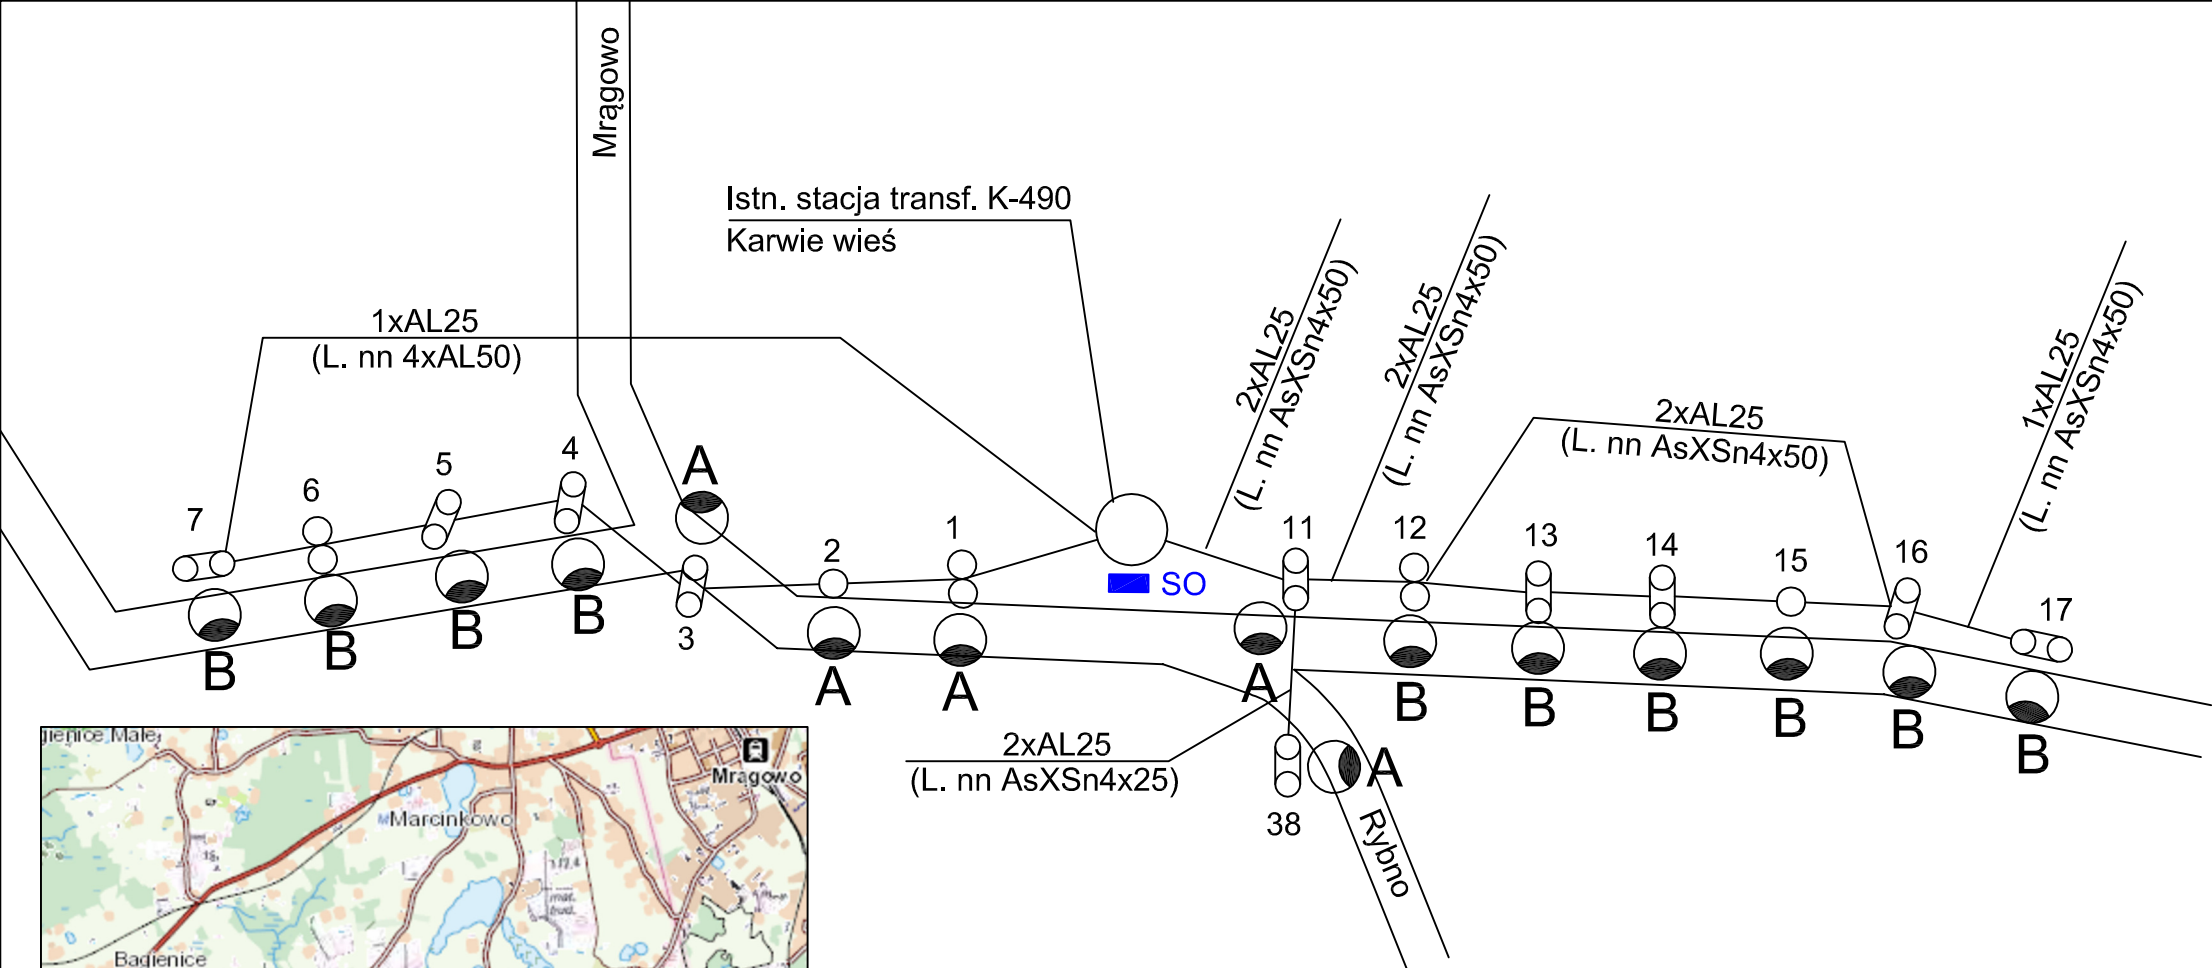 Mrągowo
Istn. stacja transf. K-490
Karwie wieś
1xAL25
(L. nn 4xAL50)
2xAL25
(L. nn AsXSn4x50)
2xAL25
(L. nn AsXSn4x50)
2xAL25
(L. nn AsXSn4x50)
1xAL25
(L. nn AsXSn4x50)
7
6
5
4
3
2
1
11
12
13
14
15
16
17
A
SO
B
B
B
B
A
A
A
B
B
B
B
B
B
2xAL25
(L. nn AsXSn4x25)
38
A
Rybno
gienice Małe
Mrągowo
Marcinkowo
Bagienice